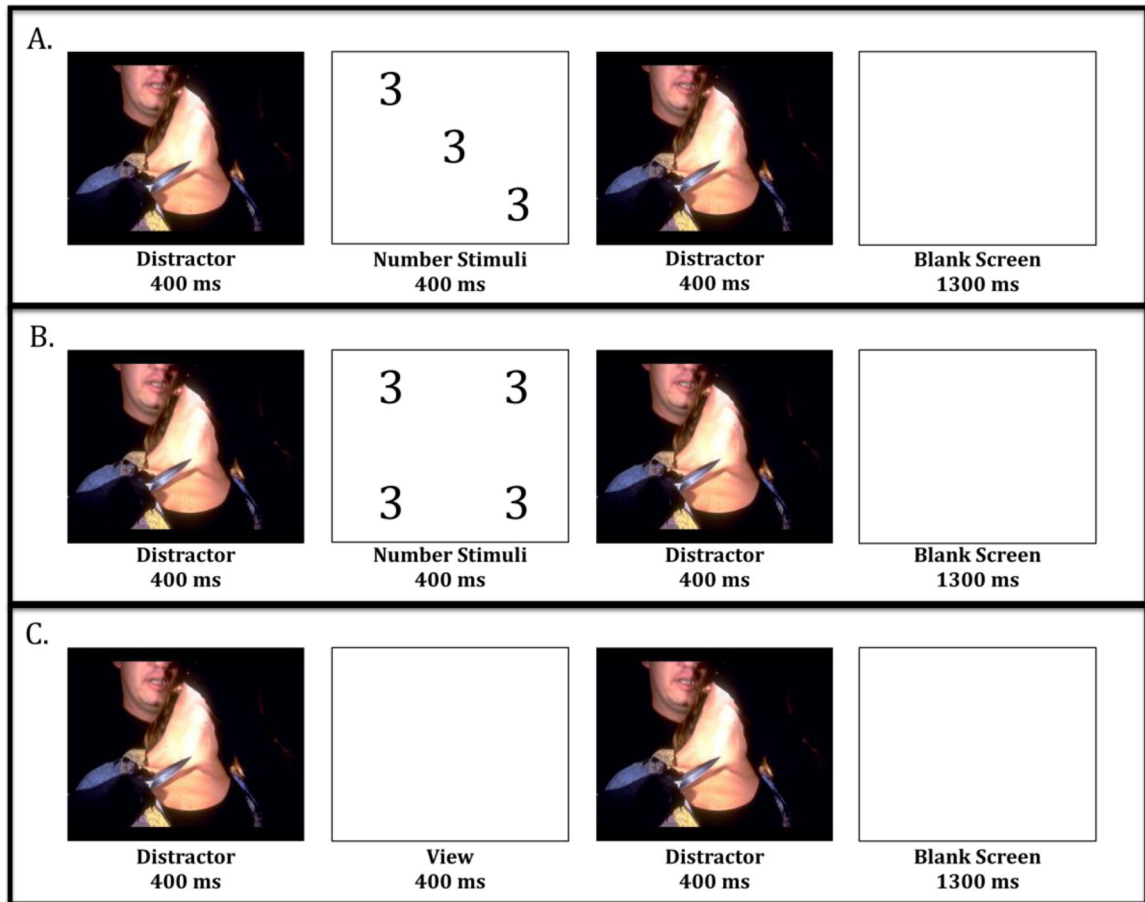 A.
3
3
3
Distractor
400 ms
Number Stimuli
400 ms
Distractor
400 ms
Blank Screen
1300 ms
B.
3 3
3 3
Distractor
400 ms
Number Stimuli
400 ms
Distractor
400 ms
Blank Screen
1300 ms
C.
Distractor
400 ms
View
400 ms
Distractor
400 ms
Blank Screen
1300 ms